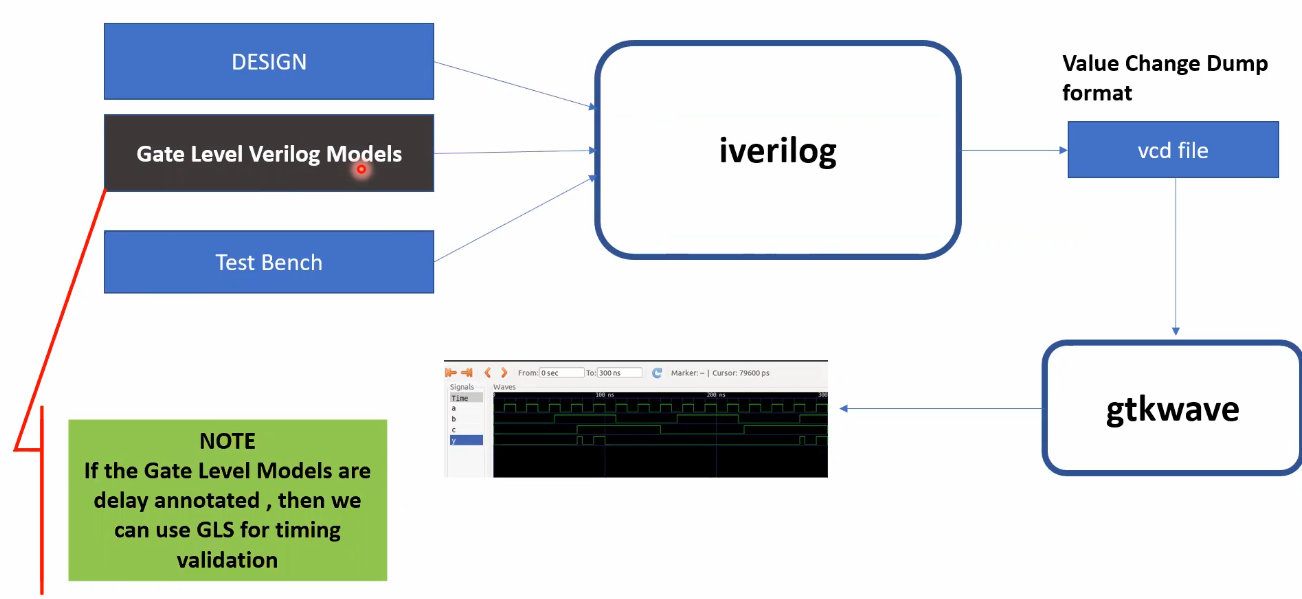 DESIGN
Gate Level Verilog Models
Test Bench
iverilog
Value Change Dump
format
vcd file
gtkwave
From: 0 sec To: 300 ns Marker: -- | Cursor: 79600 ps
Signals
Waves
Time
100 ns 200 ns 300
a
b
c
y
NOTE
If the Gate Level Models are
delay annotated , then we
can use GLS for timing
validation